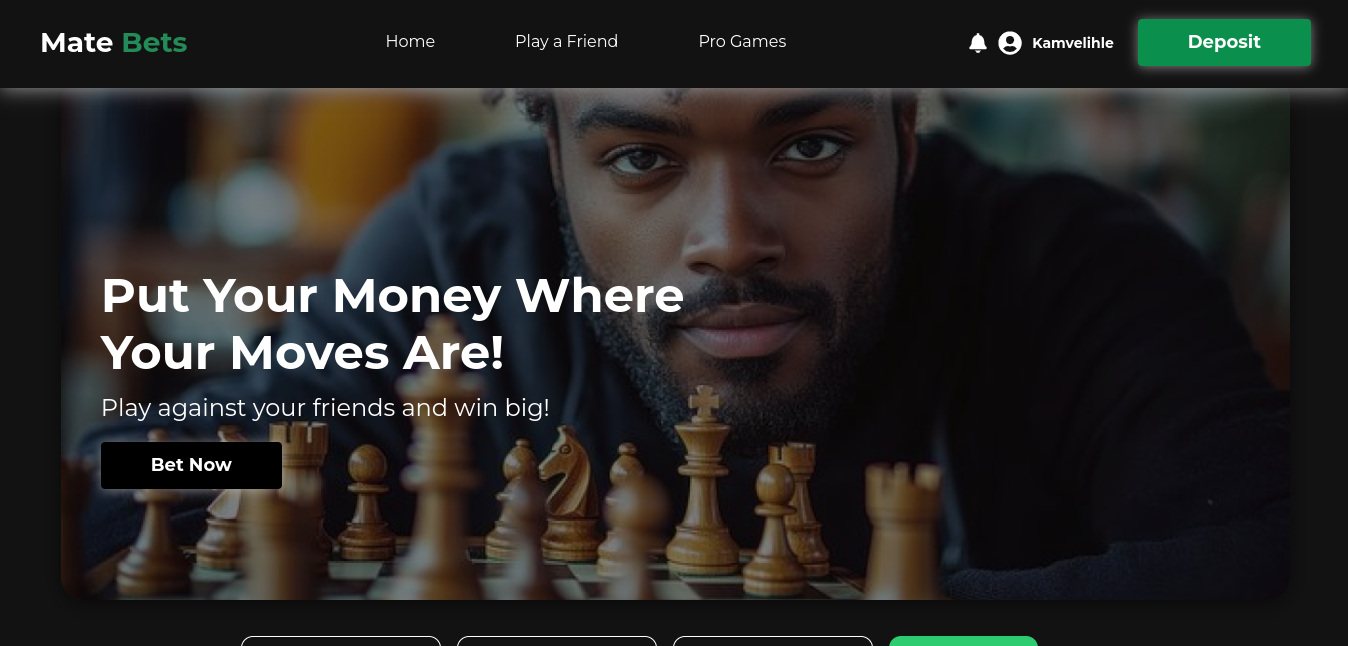 Mate Bets
Home
Play a Friend
Pro Games
Kamvelihle
Deposit
Put Your Money Where
Your Moves Are!
Play against your friends and win big!
Bet Now